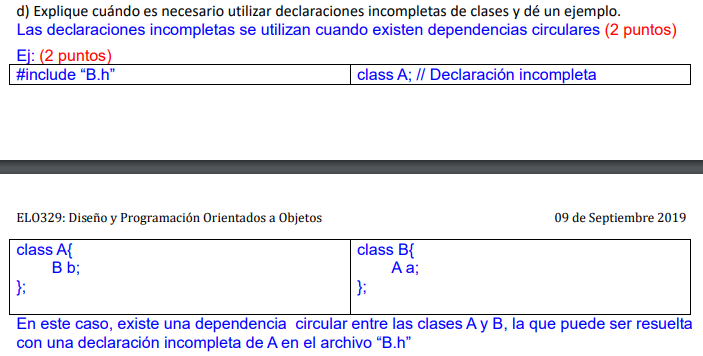 d) Explique cuándo es necesario utilizar declaraciones incompletas de clases y dé un ejemplo.
Las declaraciones incompletas se utilizan cuando existen dependencias circulares (2 puntos)
Ej: (2 puntos)
#include “B.h” class A; // Declaración incompleta
ELO329: Diseño y Programación Orientados a Objetos 09 de Septiembre 2019
class A{ class B{
B b; A a;
}; };
En este caso, existe una dependencia circular entre las clases A y B, la que puede ser resuelta
con una declaración incompleta de A en el archivo “B.h”